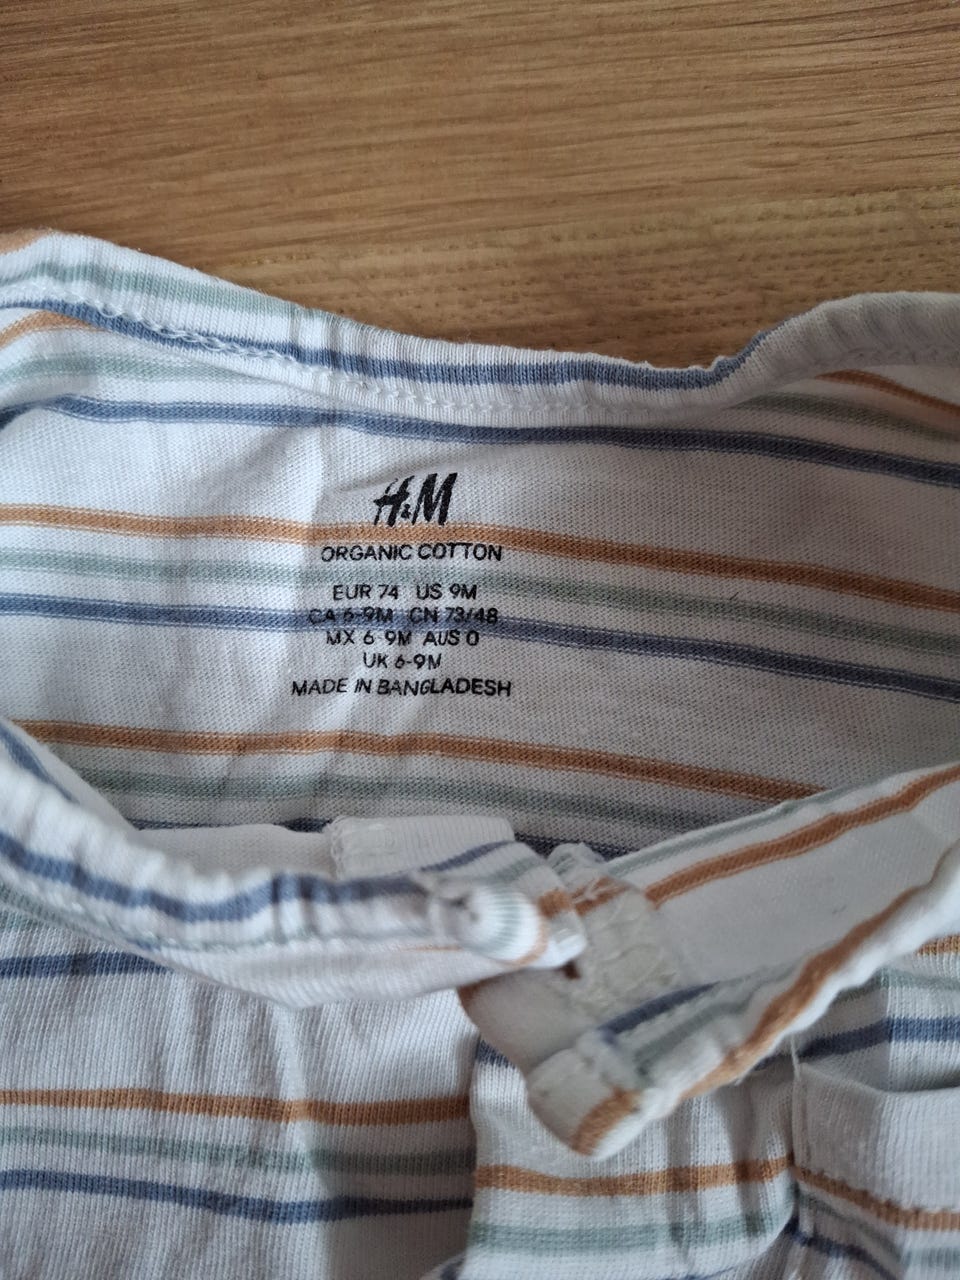 H&M
ORGANIC COTTON
EUR 74 US 9M
CA 6-9M CN 73/48
MX 6-9M AUS 0
UK 6-9M
MADE IN BANGLADESH